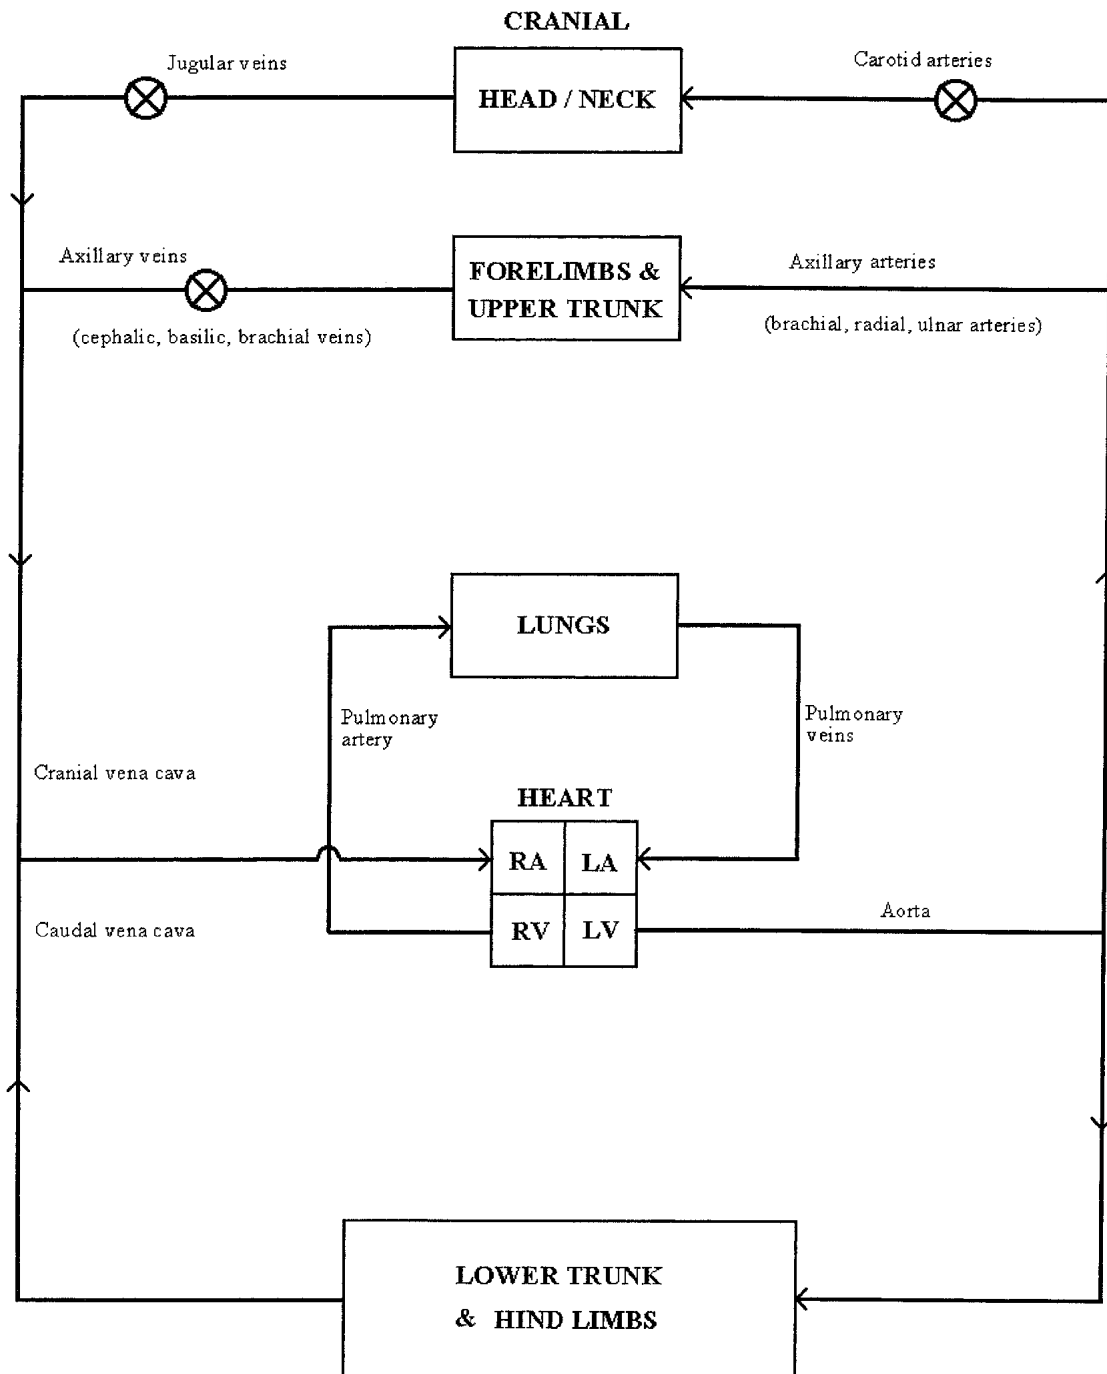 CRANIAL
Jugular veins
Carotid arteries
HEAD / NECK
Axillary veins
FORELIMBS &
UPPER TRUNK
Axillary arteries
(cephalic, basilic, brachial veins)
(brachial, radial, ulnar arteries)
LUNGS
Pulmonary
artery
Pulmonary
veins
Cranial vena cava
HEART
RA
LA
Caudal vena cava
RV
LV
Aorta
LOWER TRUNK
& HIND LIMBS